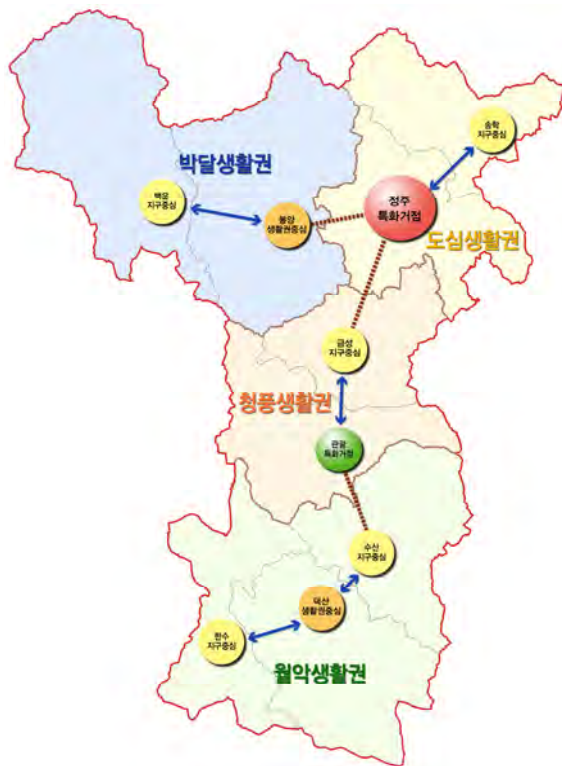 송학
지구중심
박달생활권
백운
지구중심
정주
특화거점
봉양
생활권중심
도심생활권
금성
지구중심
청풍생활권
관광
특화거점
수산
지구중심
덕산
생활권중심
한수
지구중심
월악생활권